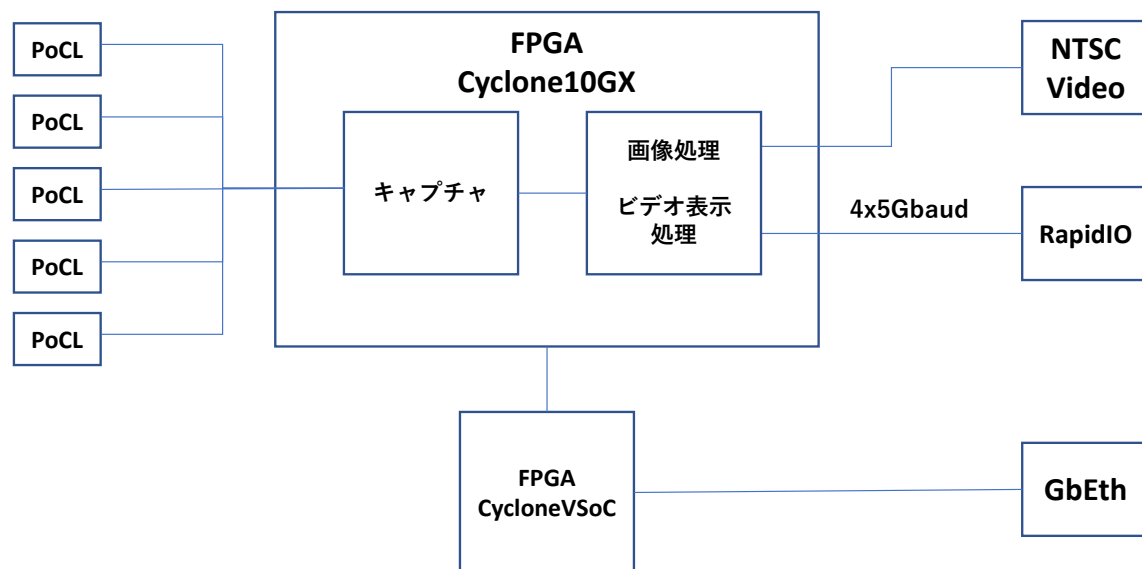 PoCL
PoCL
PoCL
PoCL
PoCL
FPGA
Cyclone10GX
キャプチャ
画像処理
ビデオ表示
処理
4x5Gbaud
NTSC
Video
RapidIO
FPGA
CycloneVSoC
GbEth